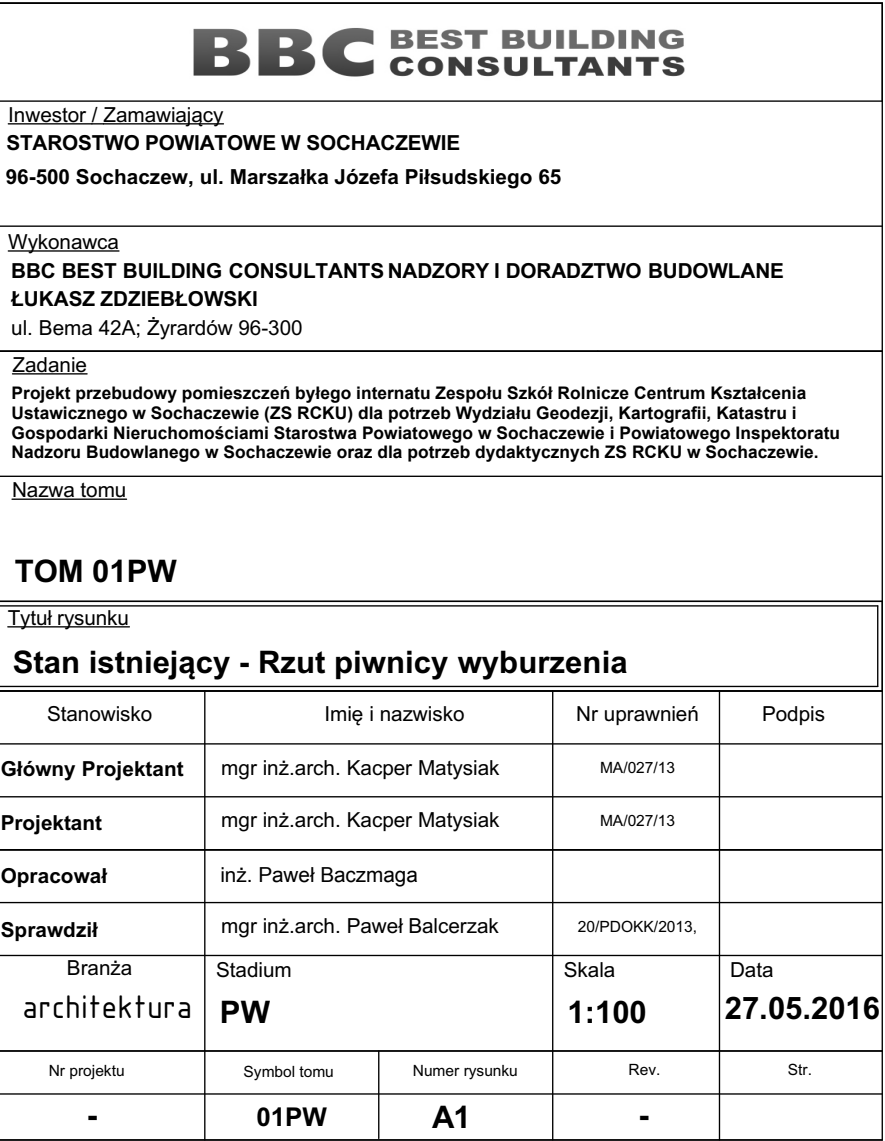 BBC BEST BUILDING
CONSULTANTS
Inwestor / Zamawiający
STAROSTWO POWIATOWE W SOCHACZEWIE
96-500 Sochaczew, ul. Marszałka Józefa Piłsudskiego 65
Wykonawca
BBC BEST BUILDING CONSULTANTS NADZORY I DORADZTWO BUDOWLANE
ŁUKASZ ZDZIEBŁOWSKI
ul. Bema 42A; Żyrardów 96-300
Zadanie
Projekt przebudowy pomieszczeń byłego internatu Zespołu Szkół Rolnicze Centrum Kształcenia
Ustawicznego w Sochaczewie (ZS RCKU) dla potrzeb Wydziału Geodezji, Kartografii, Katastru i
Gospodarki Nieruchomościami Starostwa Powiatowego w Sochaczewie i Powiatowego Inspektoratu
Nadzoru Budowlanego w Sochaczewie oraz dla potrzeb dydaktycznych ZS RCKU w Sochaczewie.
Nazwa tomu
TOM 01PW
Tytuł rysunku
Stan istniejący - Rzut piwnicy wyburzenia
Stanowisko Imię i nazwisko Nr uprawnień Podpis
Główny Projektant mgr inż.arch. Kacper Matysiak MA/027/13
Projektant mgr inż.arch. Kacper Matysiak MA/027/13
Opracował inż. Paweł Baczmaga
Sprawdził mgr inż.arch. Paweł Balcerzak 20/PDOKK/2013,
Branża Stadium Skala Data
architektura PW 1:100 27.05.2016
Nr projektu Symbol tomu Numer rysunku Rev. Str.
- 01PW A1 -